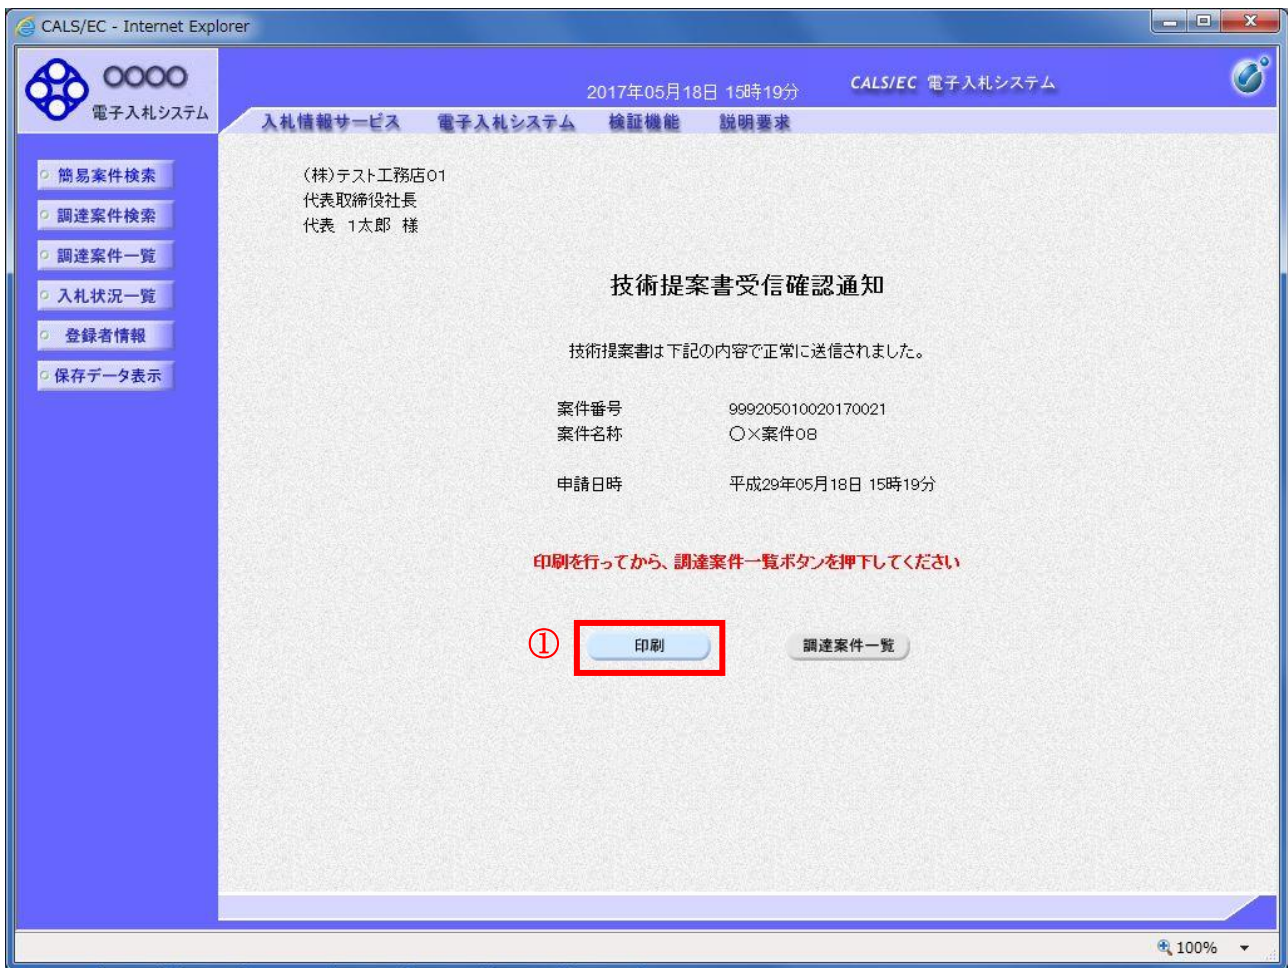 CALS/EC - Internet Explorer
〇〇〇〇
電子入札システム
2017年05月18日 15時19分
CALS/EC 電子入札システム
入札情報サービス 電子入札システム 検証機能 説明要求
簡易案件検索
調達案件検索
調達案件一覧
入札状況一覧
登録者情報
保存データ表示
(株)テスト工務店01
代表取締役社長
代表 1太郎 様
技術提案書受信確認通知
技術提案書は下記の内容で正常に送信されました。
案件番号 999205010020170021
案件名称 〇×案件08
申請日時 平成29年05月18日 15時19分
印刷を行ってから、調達案件一覧ボタンを押下してください
① 印刷 調達案件一覧
100%